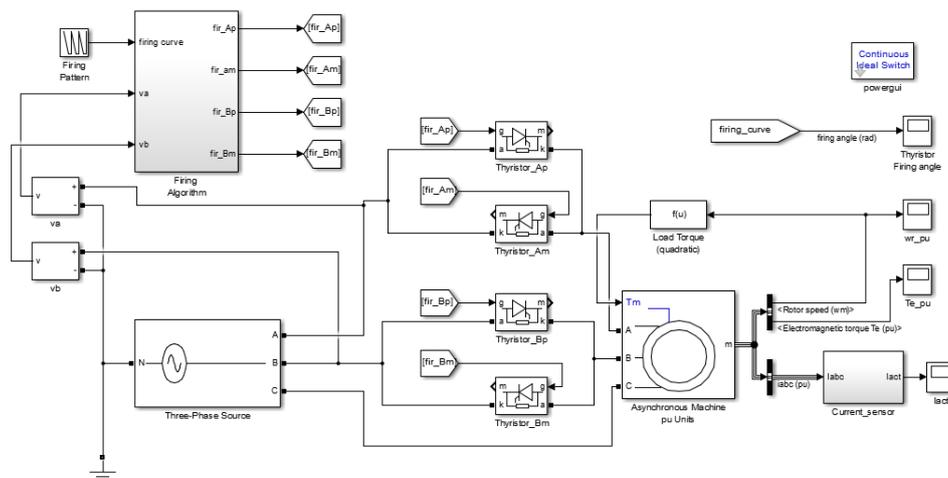 firing curve
va
vb
fir_Ap
fir_am
fir_Bp
fir_Bm
Firing
Algorithm
Firing
Pattern
[fir_Ap]
[fir_Am]
[fir_Bp]
[fir_Bm]
Continuous
Ideal Switch
powergui
firing_curve
firing angle (rad)
Thyristor
Firing angle
v
+
-
va
v
+
-
vb
[fir_Ap]
g
m
a
k
Thyristor_Ap
[fir_Am]
m
g
k
a
Thyristor_Am
f(u)
Load Torque
(quadratic)
wr_pu
Te_pu
<Rotor speed (wm)>
<Electromagnetic torque Te (pu)>
[fir_Bp]
g
m
a
k
Thyristor_Bp
[fir_Bm]
m
g
k
a
Thyristor_Bm
N
A
B
C
Three-Phase Source
Tm
A
B
C
m
Asynchronous Machine
pu Units
iabc (pu)
Iabc
Iact
Current_sensor
Iact